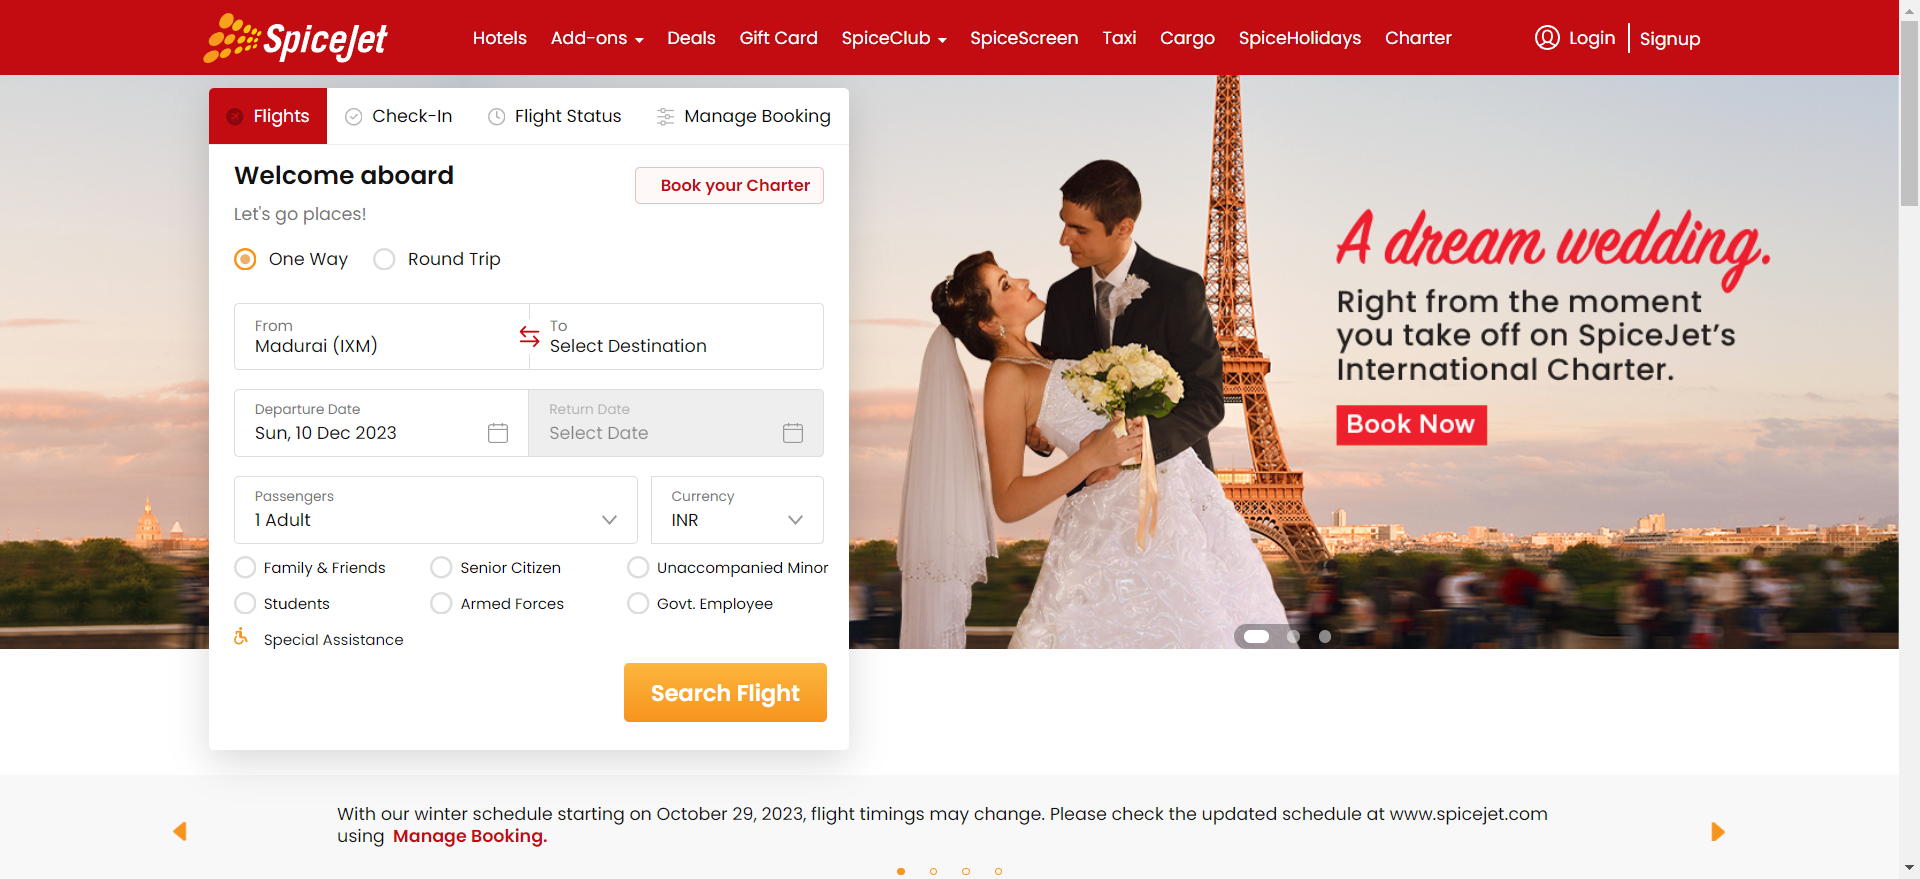 SpiceJet
Hotels Add-ons Deals Gift Card SpiceClub SpiceScreen Taxi Cargo SpiceHolidays Charter
Login Signup
Flights Check-In Flight Status Manage Booking
Welcome aboard
Book your Charter
Let's go places!
One Way Round Trip
From
Madurai (IXM)
To
Select Destination
Departure Date
Sun, 10 Dec 2023
Return Date
Select Date
Passengers
1 Adult
Currency
INR
Family & Friends Senior Citizen Unaccompanied Minor
Students Armed Forces Govt. Employee
Special Assistance
Search Flight
A dream wedding.
Right from the moment
you take off on SpiceJet’s
International Charter.
Book Now
With our winter schedule starting on October 29, 2023, flight timings may change. Please check the updated schedule at www.spicejet.com
using Manage Booking.